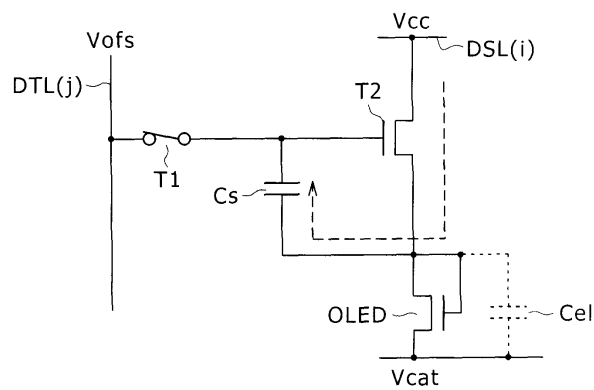 Vcc
Vofs
DSL(i)
DTL(j)
T2
T1
Cs
OLED
Cel
Vcat